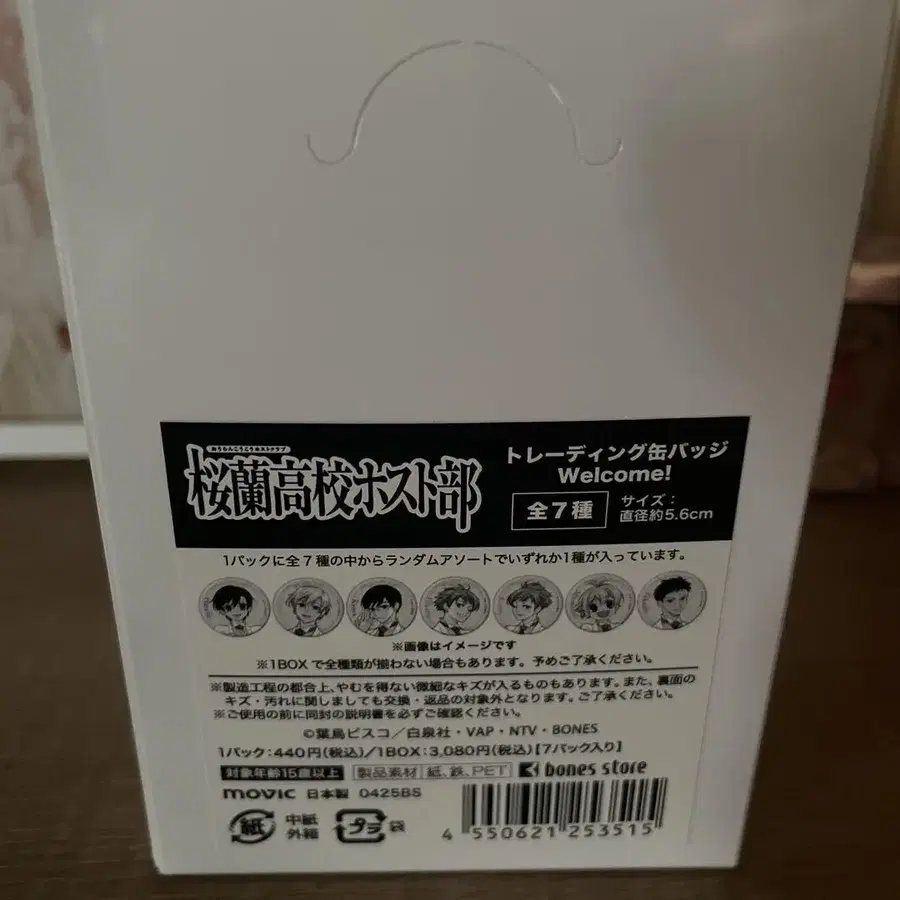 おうらんこうこうホストクラブ
桜蘭高校ホスト部
トレーディング缶バッジ
Welcome!
全7種
サイズ：
直径約5.6cm
1パックに全7種の中からランダムアソートでいずれか1種が入っています。
※画像はイメージです
※1BOXで全種類が揃わない場合もあります。予めご了承ください。
※製造工程の都合上、やむを得ない微細なキズが入るものもあります。また、裏面の
キズ・汚れに関しましても交換・返品の対象外となります。ご了承ください。
※ご使用の前に同封の説明書を必ずご確認ください。
©葉鳥ビスコ／白泉社・VAP・NTV・BONES
1パック：440円(税込)／1BOX：3,080円(税込)【7パック入り】
対象年齢15歳以上 製品素材 紙、鉄、PET bones store
movic 日本製 0425BS
紙 中紙 外箱 プラ 袋
4 550621 253515